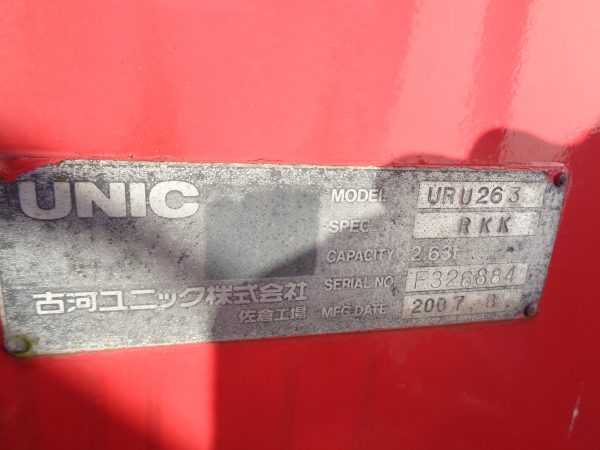 UNIC
MODEL URU263
SPEC RKK
CAPACITY 2.63t
SERIAL NO. F326884
MFG.DATE 2007.8.
古河ユニック株式会社
佐倉工場